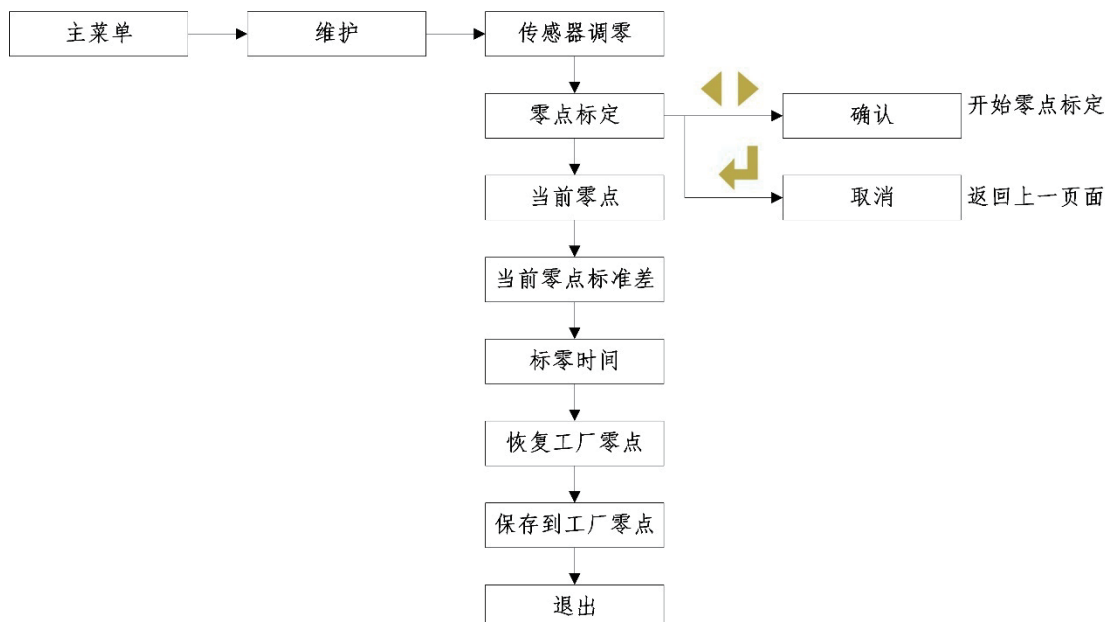 主菜单
维护
传感器调零
零点标定
确认
开始零点标定
当前零点
取消
返回上一页面
当前零点标准差
标零时间
恢复工厂零点
保存到工厂零点
退出